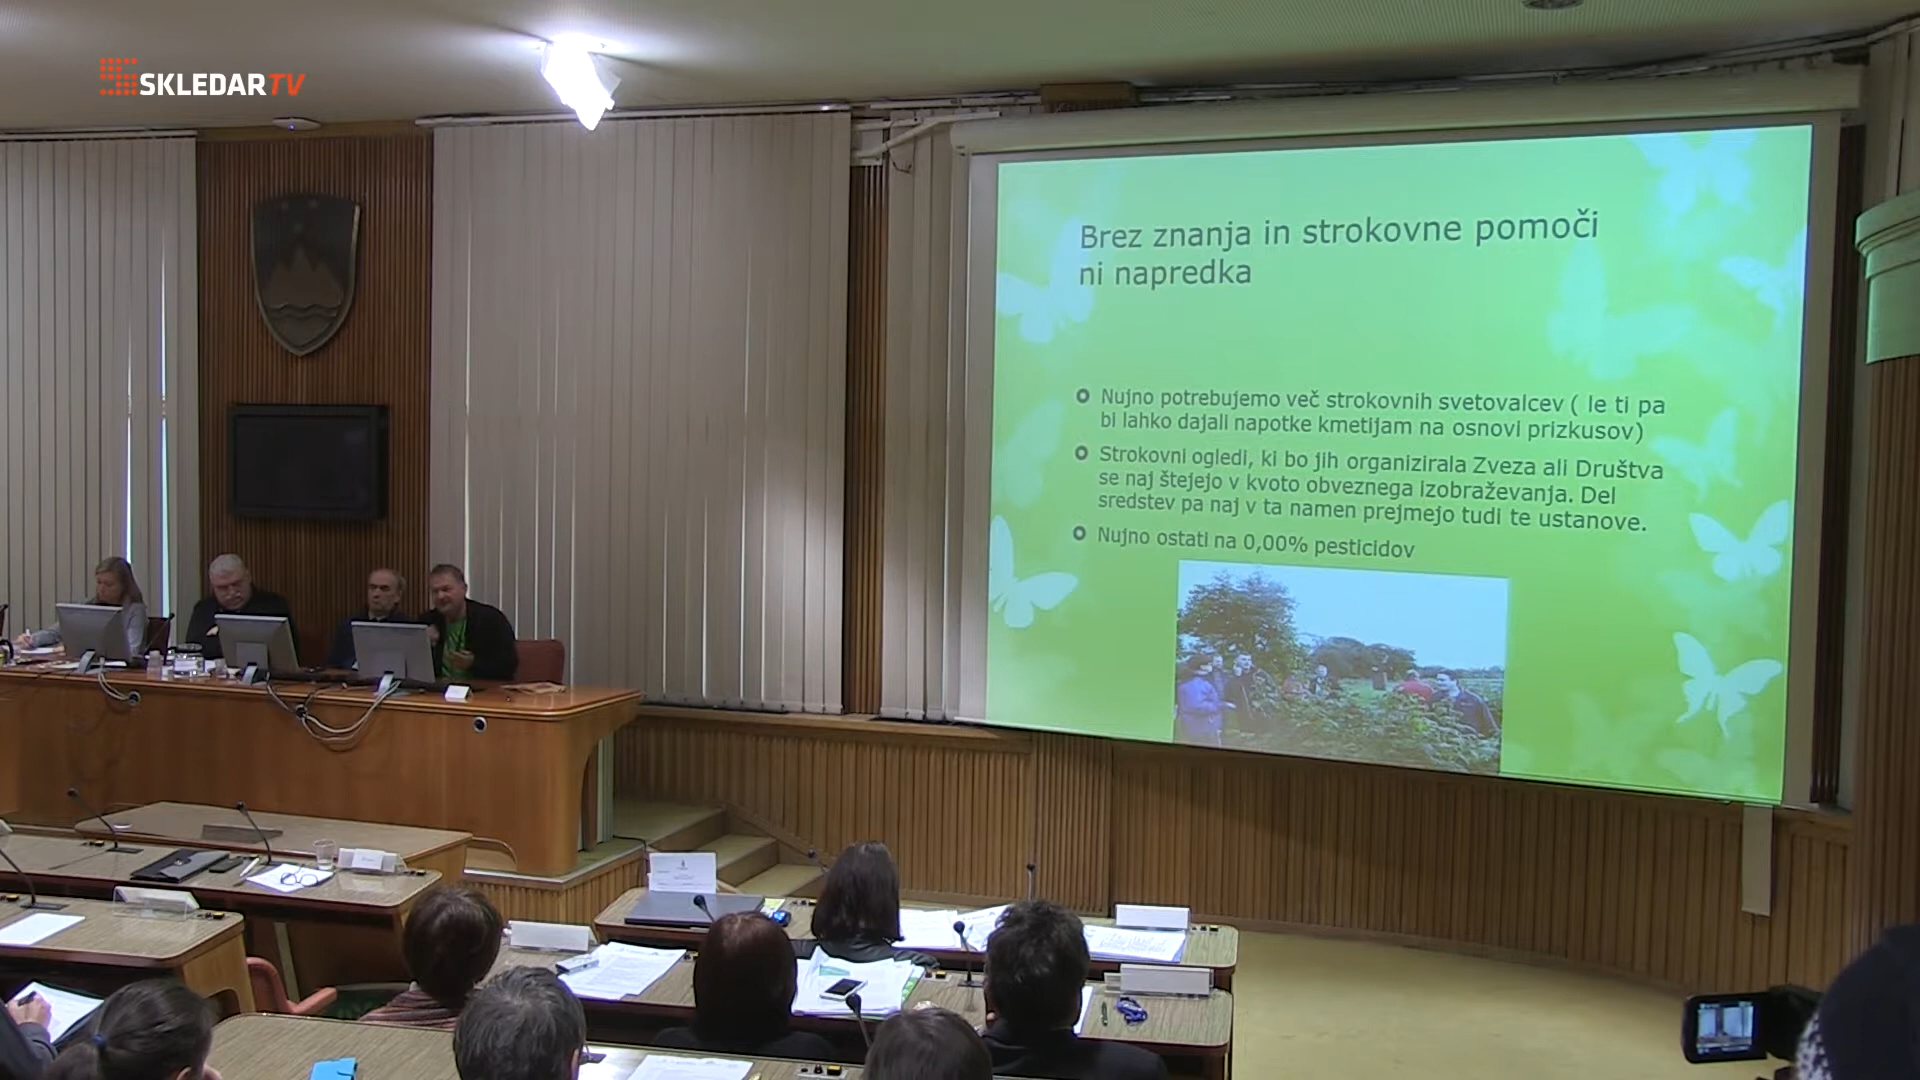 SKLEDARTV
Brez znanja in strokovne pomoči
ni napredka
Nujno potrebujemo več strokovnih svetovalcev ( le ti pa
bi lahko dajali napotke kmetijam na osnovi prizkusov)
Strokovni ogledi, ki bo jih organizirala Zveza ali Društva
se naj štejejo v kvoto obveznega izobraževanja. Del
sredstev pa naj v ta namen prejmejo tudi te ustanove.
Nujno ostati na 0,00% pesticidov